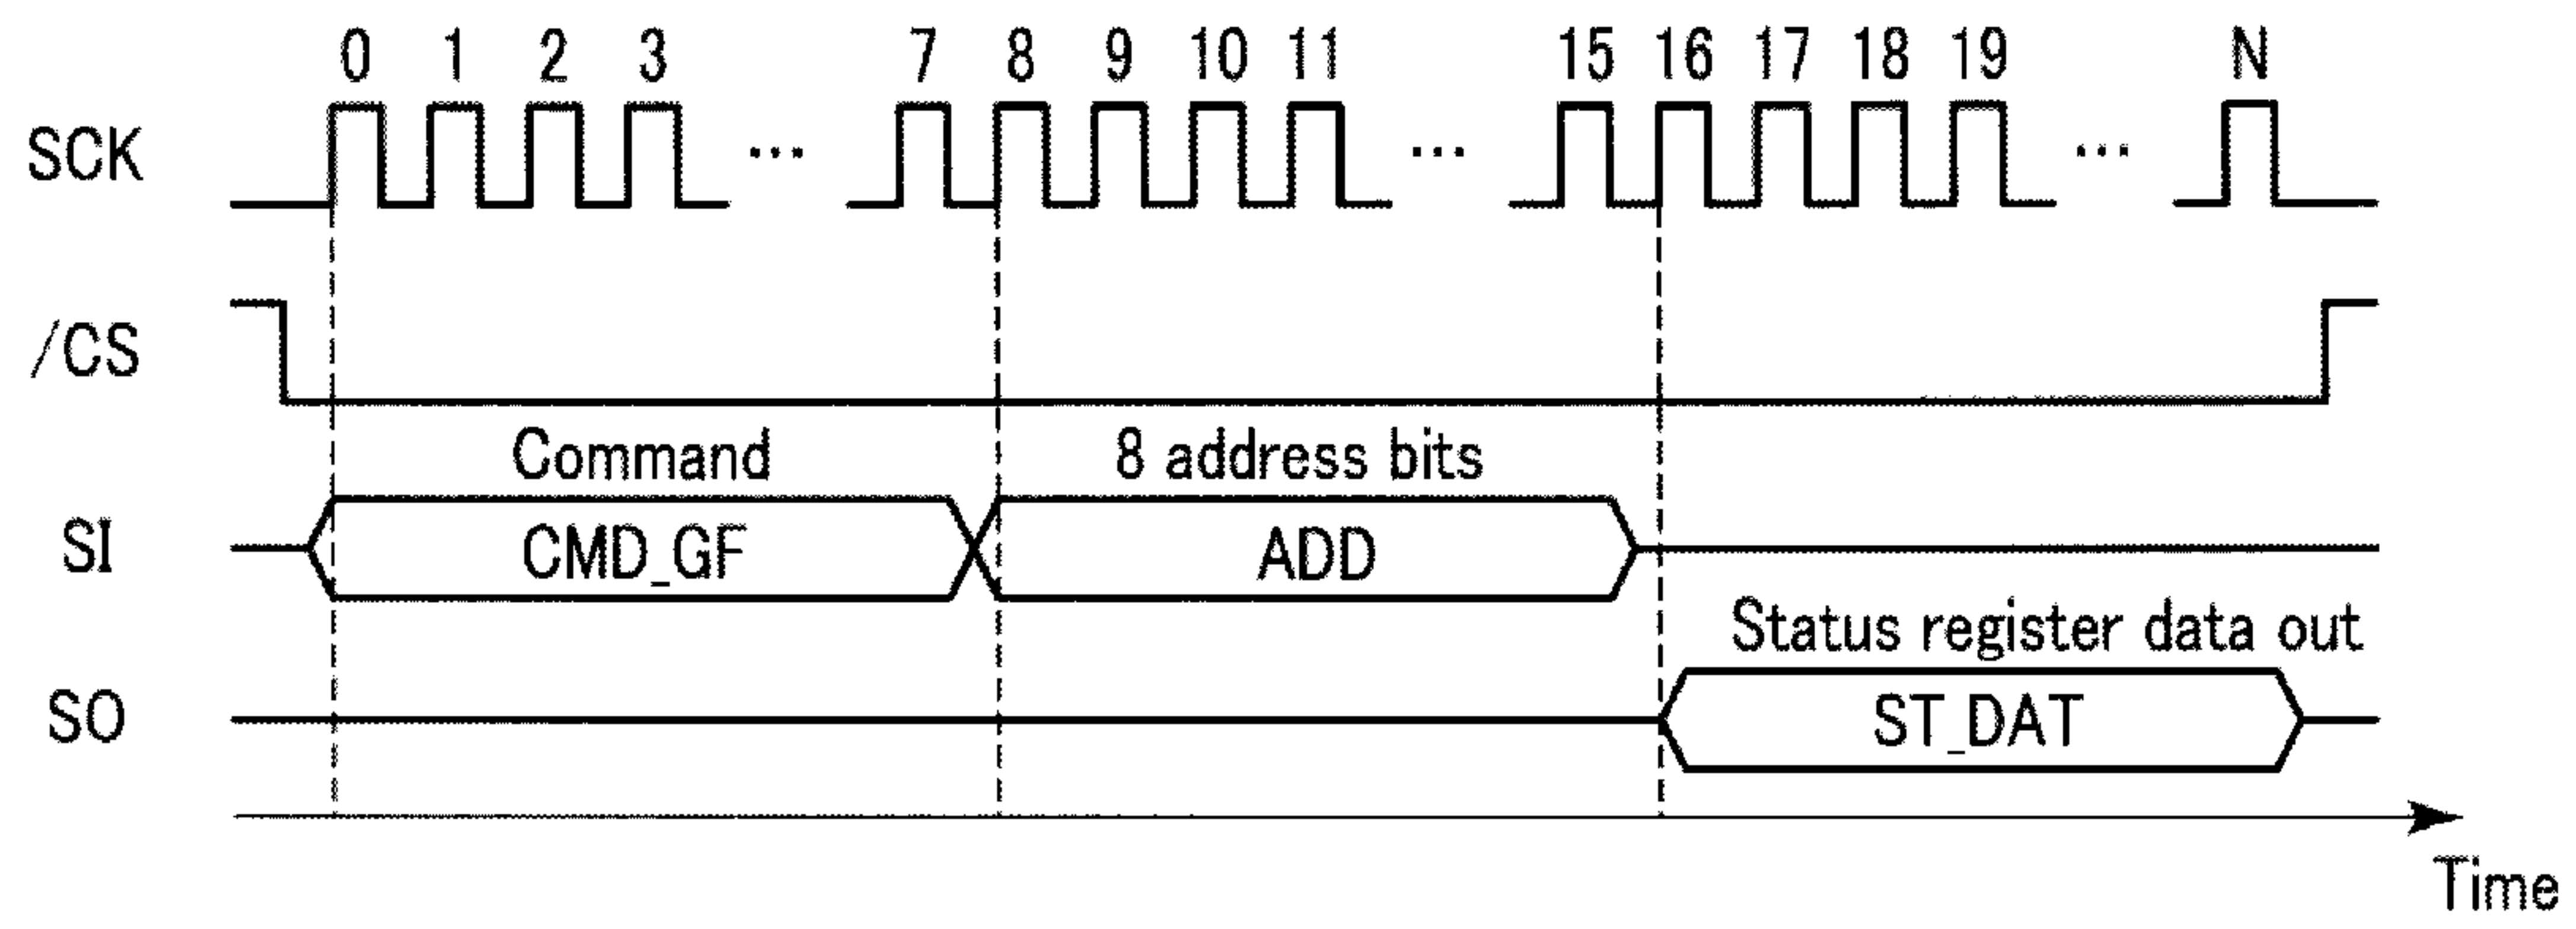 0 1 2 3 7 8 9 10 11 15 16 17 18 19 N
SCK ... ... ...
/CS
Command 8 address bits
SI CMD_GF ADD
Status register data out
SO ST_DAT
Time